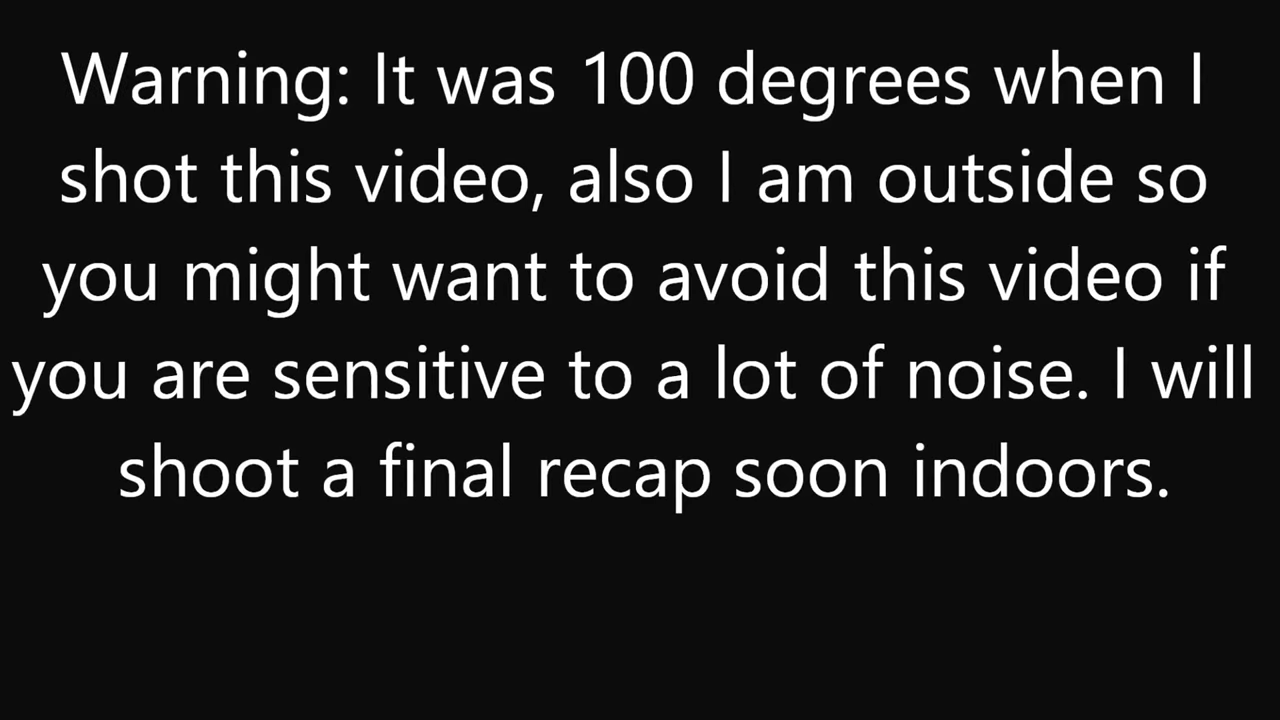 Warning: It was 100 degrees when I
shot this video, also I am outside so
you might want to avoid this video if
you are sensitive to a lot of noise. I will
shoot a final recap soon indoors.